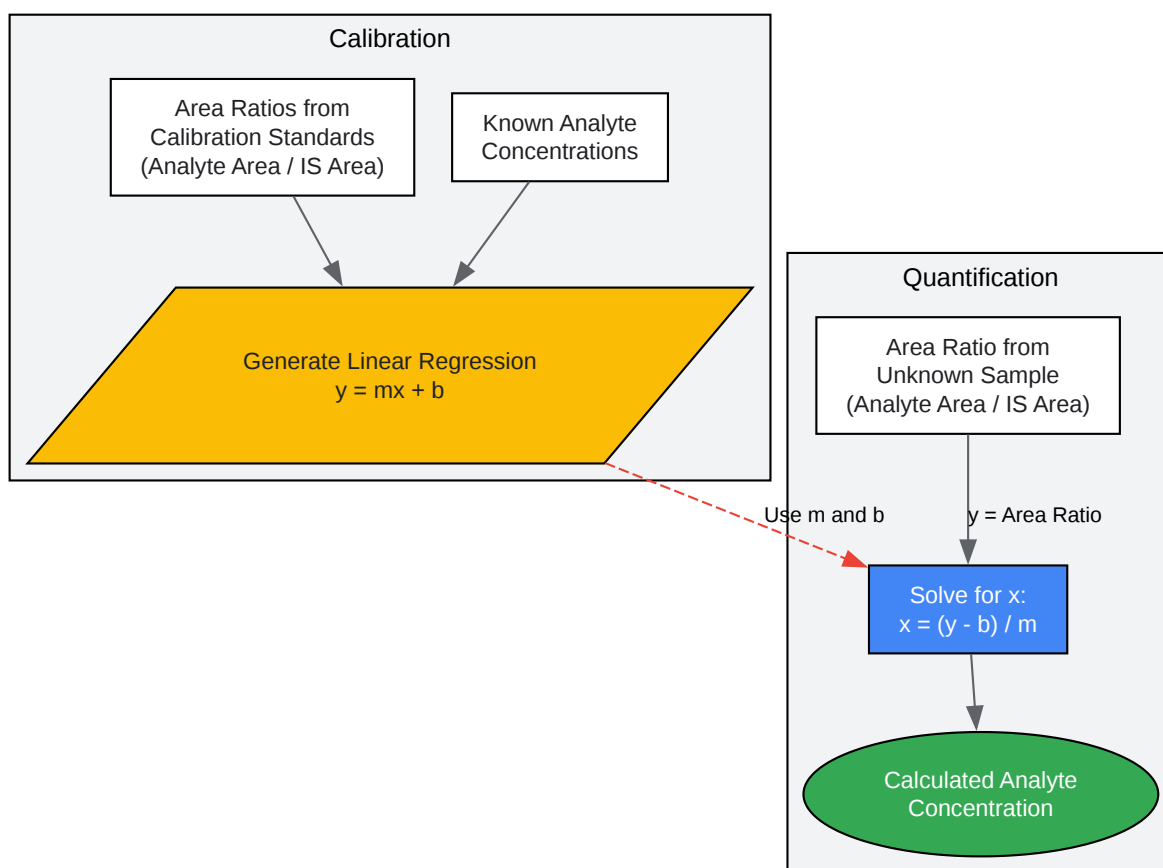 Calibration
Area Ratios from
Calibration Standards
(Analyte Area / IS Area)
Known Analyte
Concentrations
Generate Linear Regression
y = mx + b
Quantification
Area Ratio from
Unknown Sample
(Analyte Area / IS Area)
Use m and b
y = Area Ratio
Solve for x:
x = (y - b) / m
Calculated Analyte
Concentration